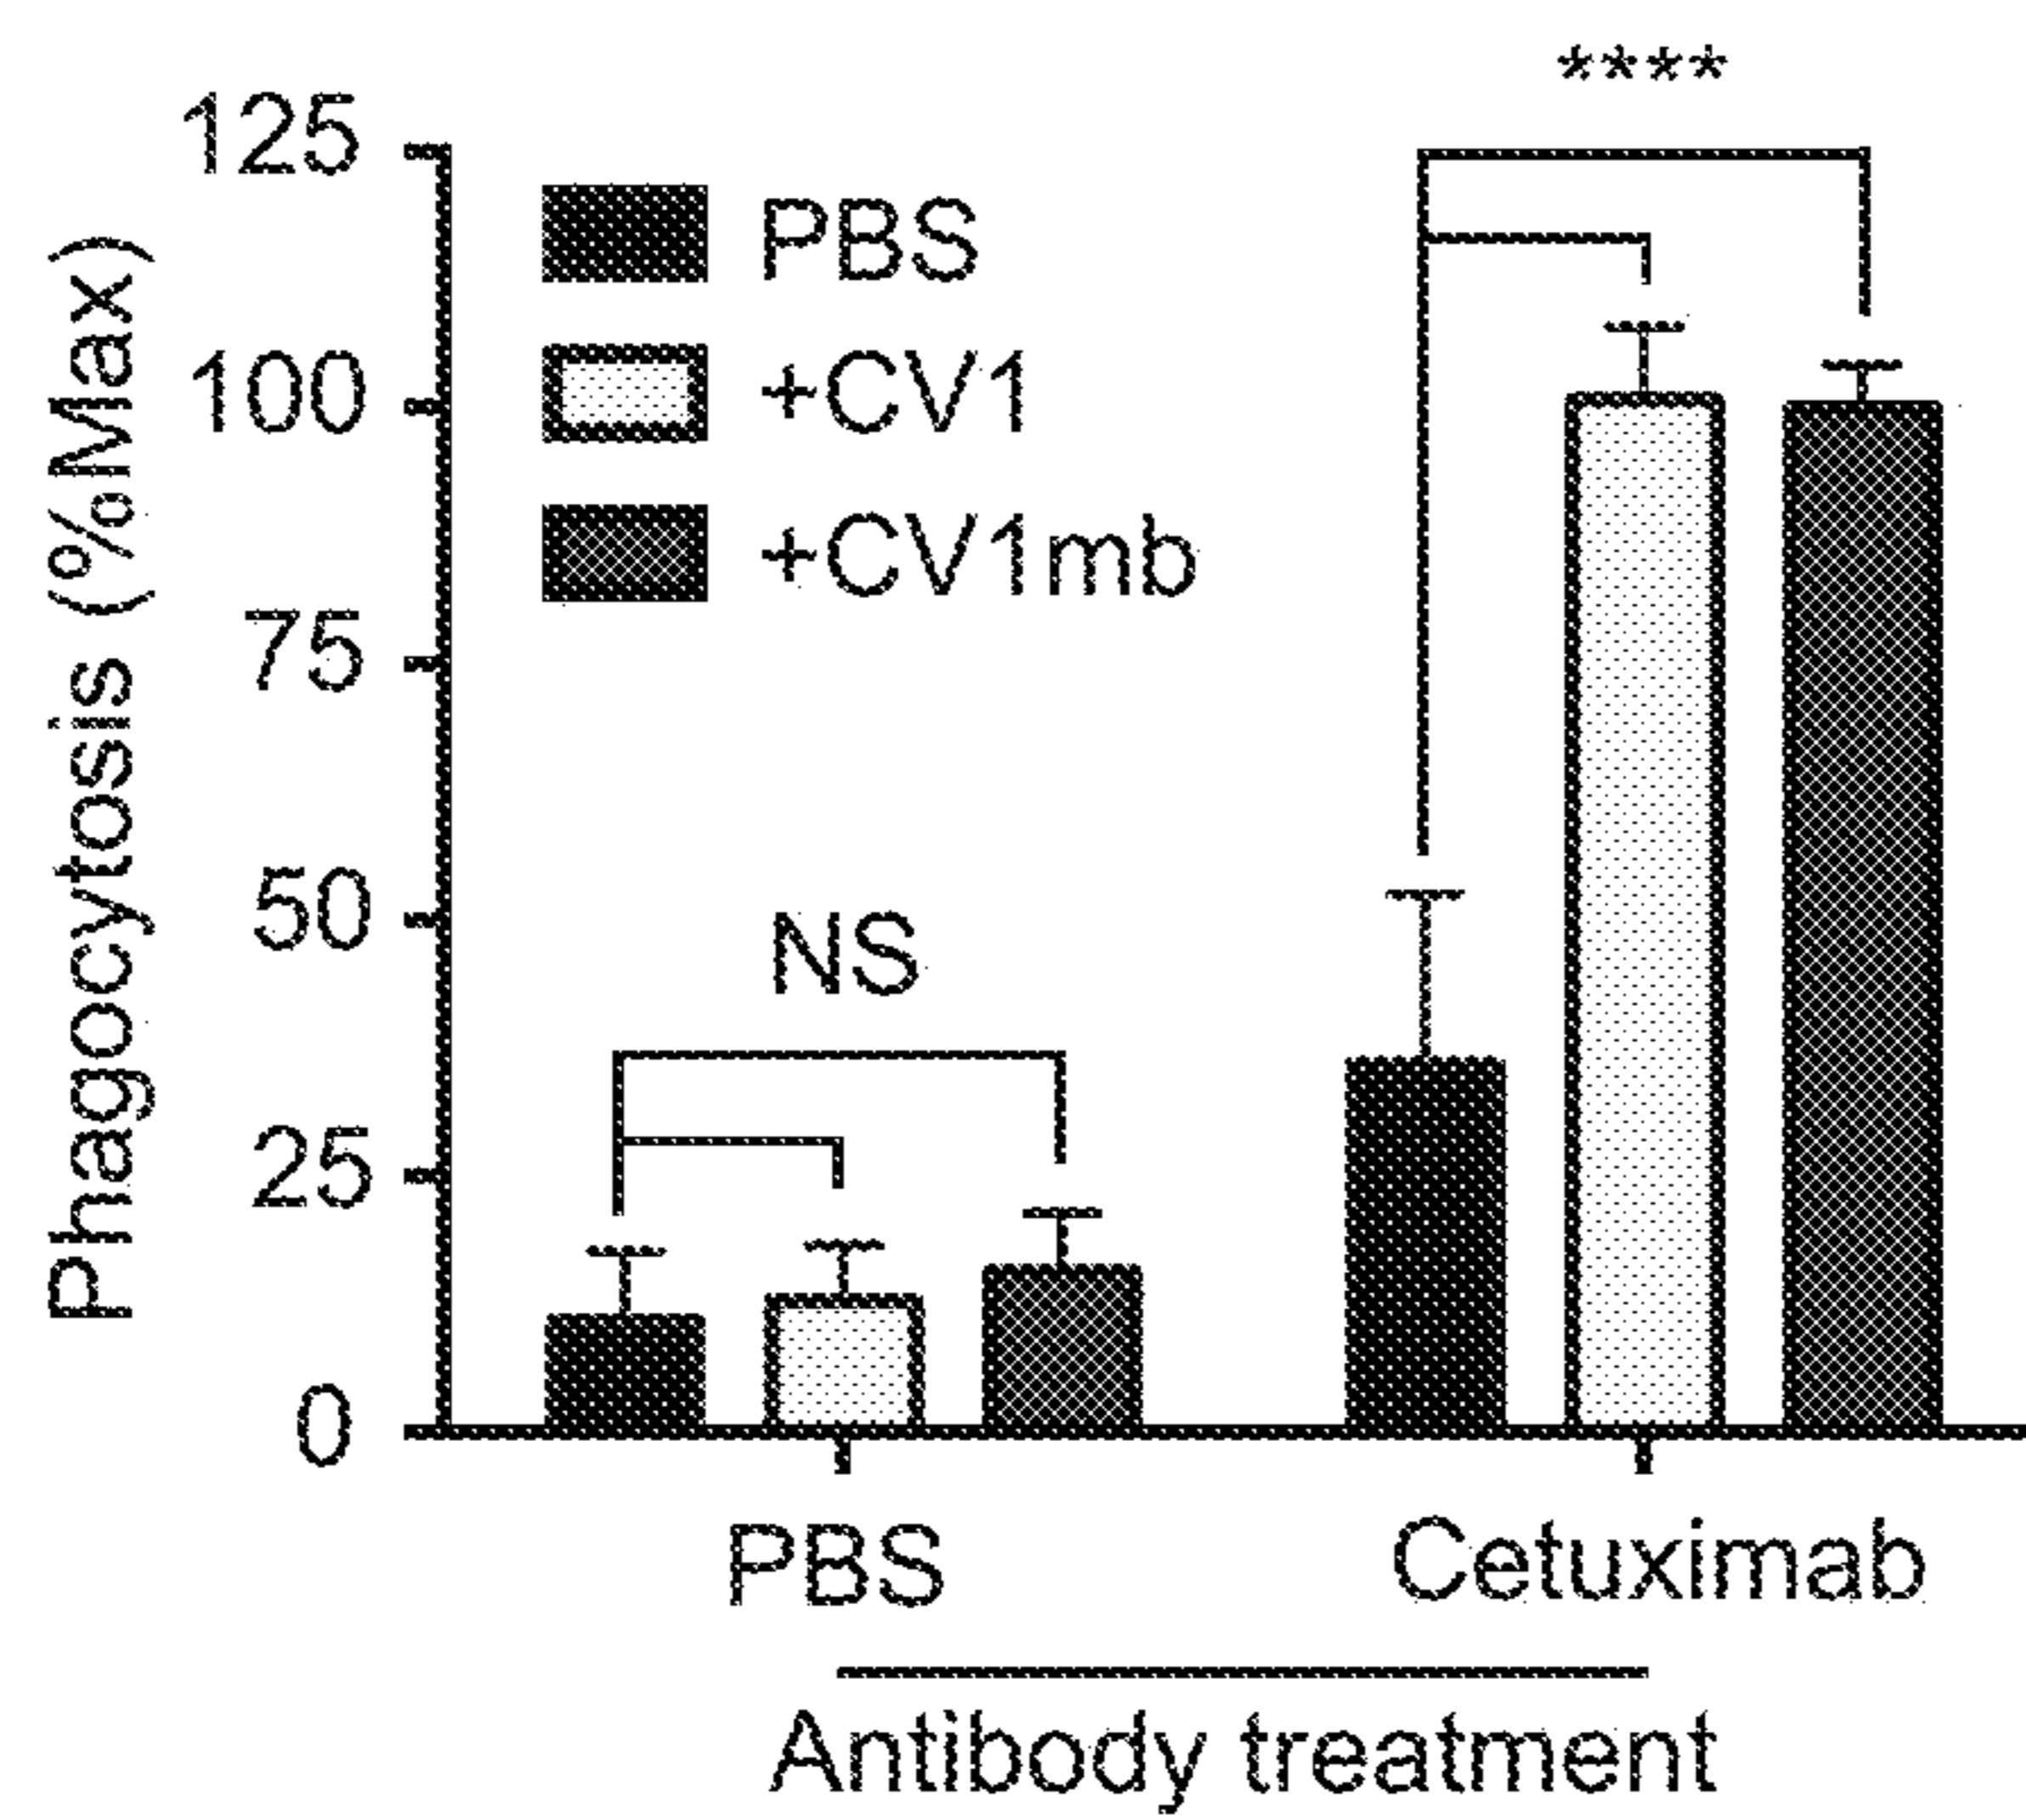 ****
125
100
75
50
25
0
Phagocytosis (%Max)
PBS
+CV1
+CV1mb
NS
PBS
Cetuximab
Antibody treatment